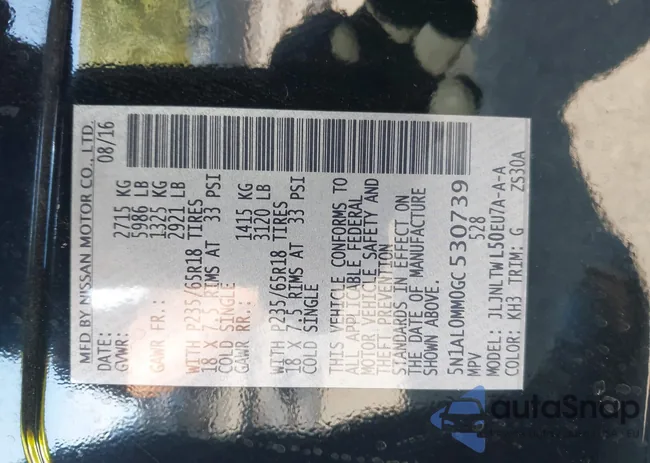 MFD BY NISSAN MOTOR CO., LTD.
DATE: 08/16
GVWR: 2715 KG
5986 LB
GAWR FR.: 1325 KG
2921 LB
WITH P235/65R18 TIRES
18 X 7.5 RIMS AT 33 PSI
COLD SINGLE
GAWR RR.: 1415 KG
3120 LB
WITH P235/65R18 TIRES
18 X 7.5 RIMS AT 33 PSI
COLD SINGLE
THIS VEHICLE CONFORMS TO
ALL APPLICABLE FEDERAL
MOTOR VEHICLE SAFETY AND
THEFT PREVENTION
STANDARDS IN EFFECT ON
THE DATE OF MANUFACTURE
SHOWN ABOVE.
5N1AL0MM0GC530739
MPV 528
MODEL: JLJNLTWL50EU7A-A-A
COLOR: KH3 TRIM: G ZS30A
autoSnap